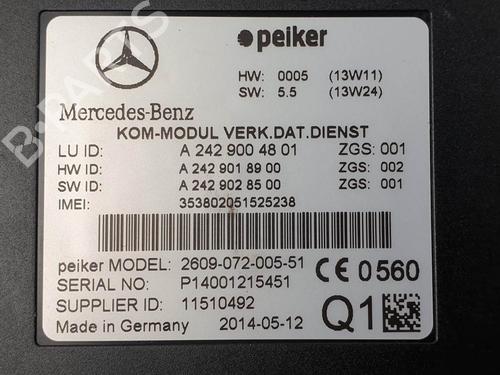 peiker
HW: 0005 (13W11)
SW: 5.5 (13W24)
Mercedes-Benz
KOM-MODUL VERK.DAT.DIENST
LU ID: A 242 900 48 01 ZGS: 001
HW ID: A 242 901 89 00 ZGS: 002
SW ID: A 242 902 85 00 ZGS: 001
IMEI: 353802051525238
peiker MODEL: 2609-072-005-51 CE 0560
SERIAL NO: P14001215451
SUPPLIER ID: 11510492
Made in Germany 2014-05-12 Q1
B-PARTS